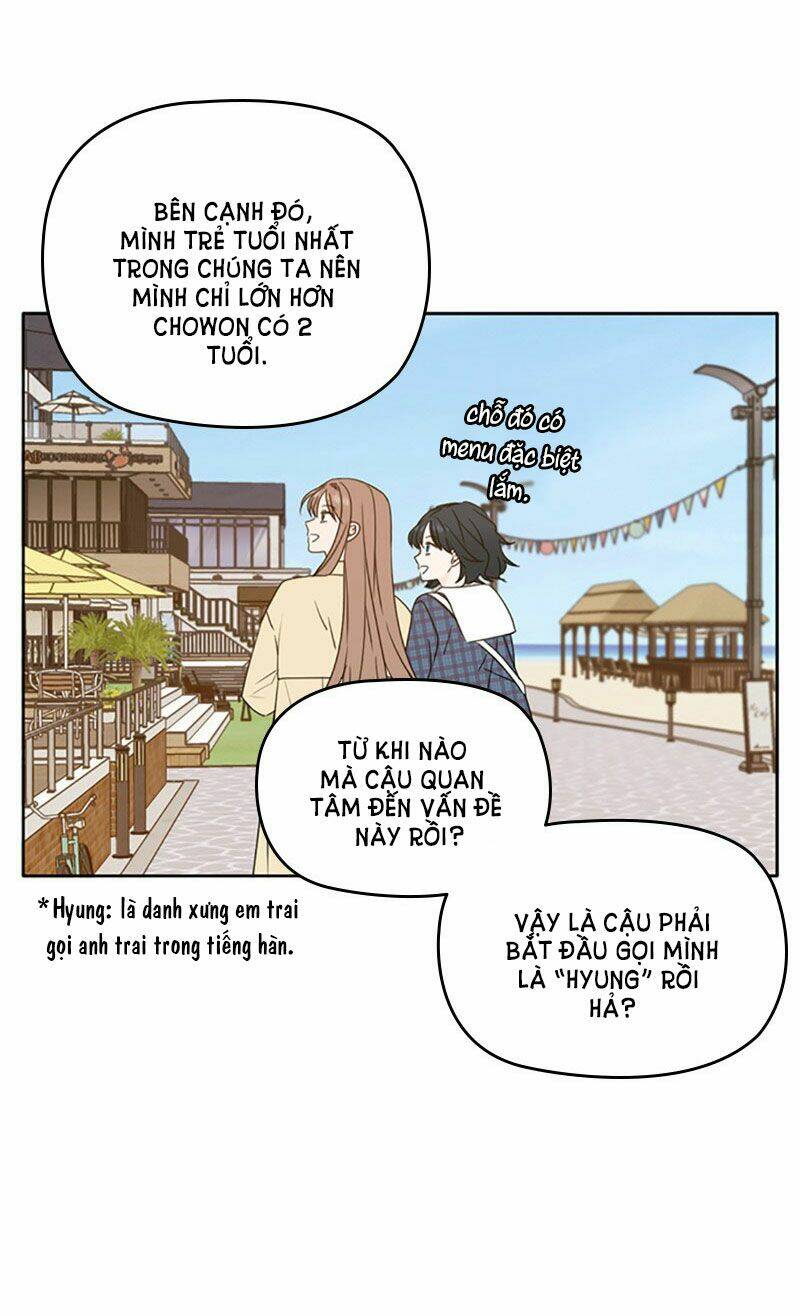 BÊN CẠNH ĐÓ,
MÌNH TRẺ TUỔI NHẤT
TRONG CHÚNG TA NÊN
MÌNH CHỈ LỚN HƠN
CHOWON CÓ 2
TUỔI.
chỗ đó có
menu đặc biệt
lắm.
TỪ KHI NÀO
MÀ CẬU QUAN
TÂM ĐẾN VẤN ĐỀ
NÀY RỒI?
*Hyung: là danh xưng em trai
gọi anh trai trong tiếng hàn.
VẬY LÀ CẬU PHẢI
BẮT ĐẦU GỌI MÌNH
LÀ “HYUNG” RỒI
HẢ?